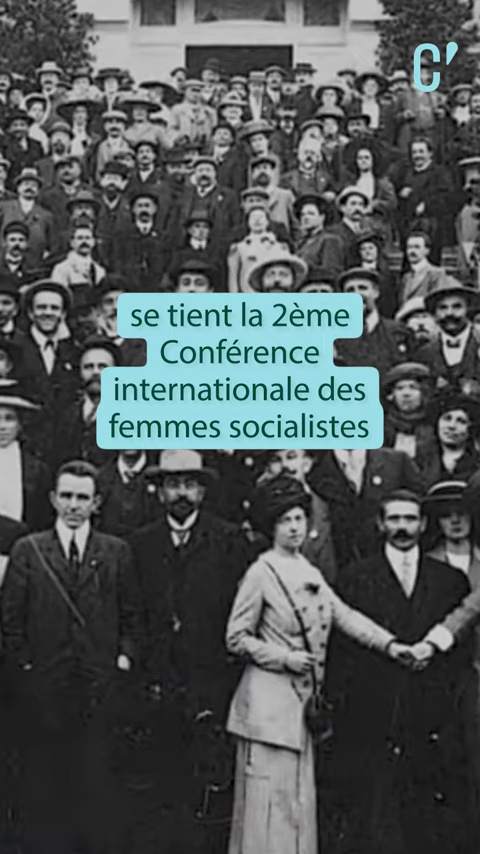 C'
se tient la 2ème
Conférence
internationale des
femmes socialistes